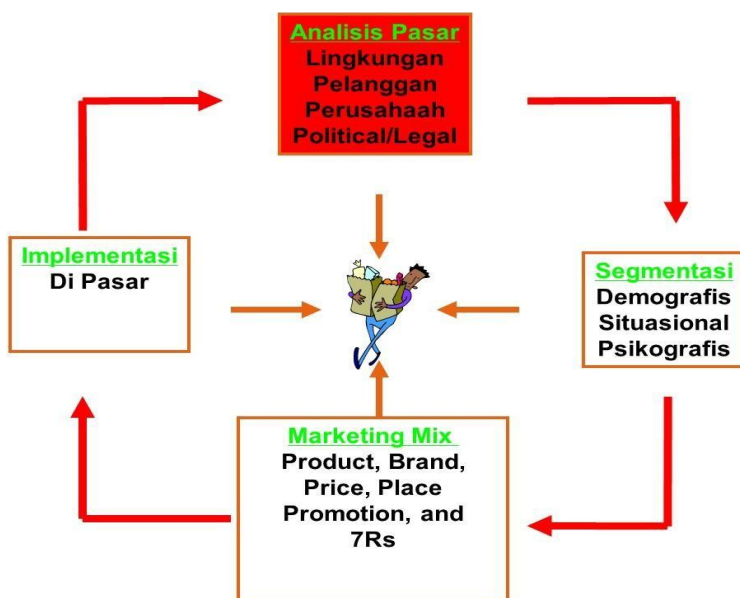 Analisis Pasar
Lingkungan
Pelanggan
Perusahaah
Political/Legal
Implementasi
Di Pasar
Segmentasi
Demografis
Situasional
Psikografis
Marketing Mix
Product, Brand,
Price, Place
Promotion, and
7Rs